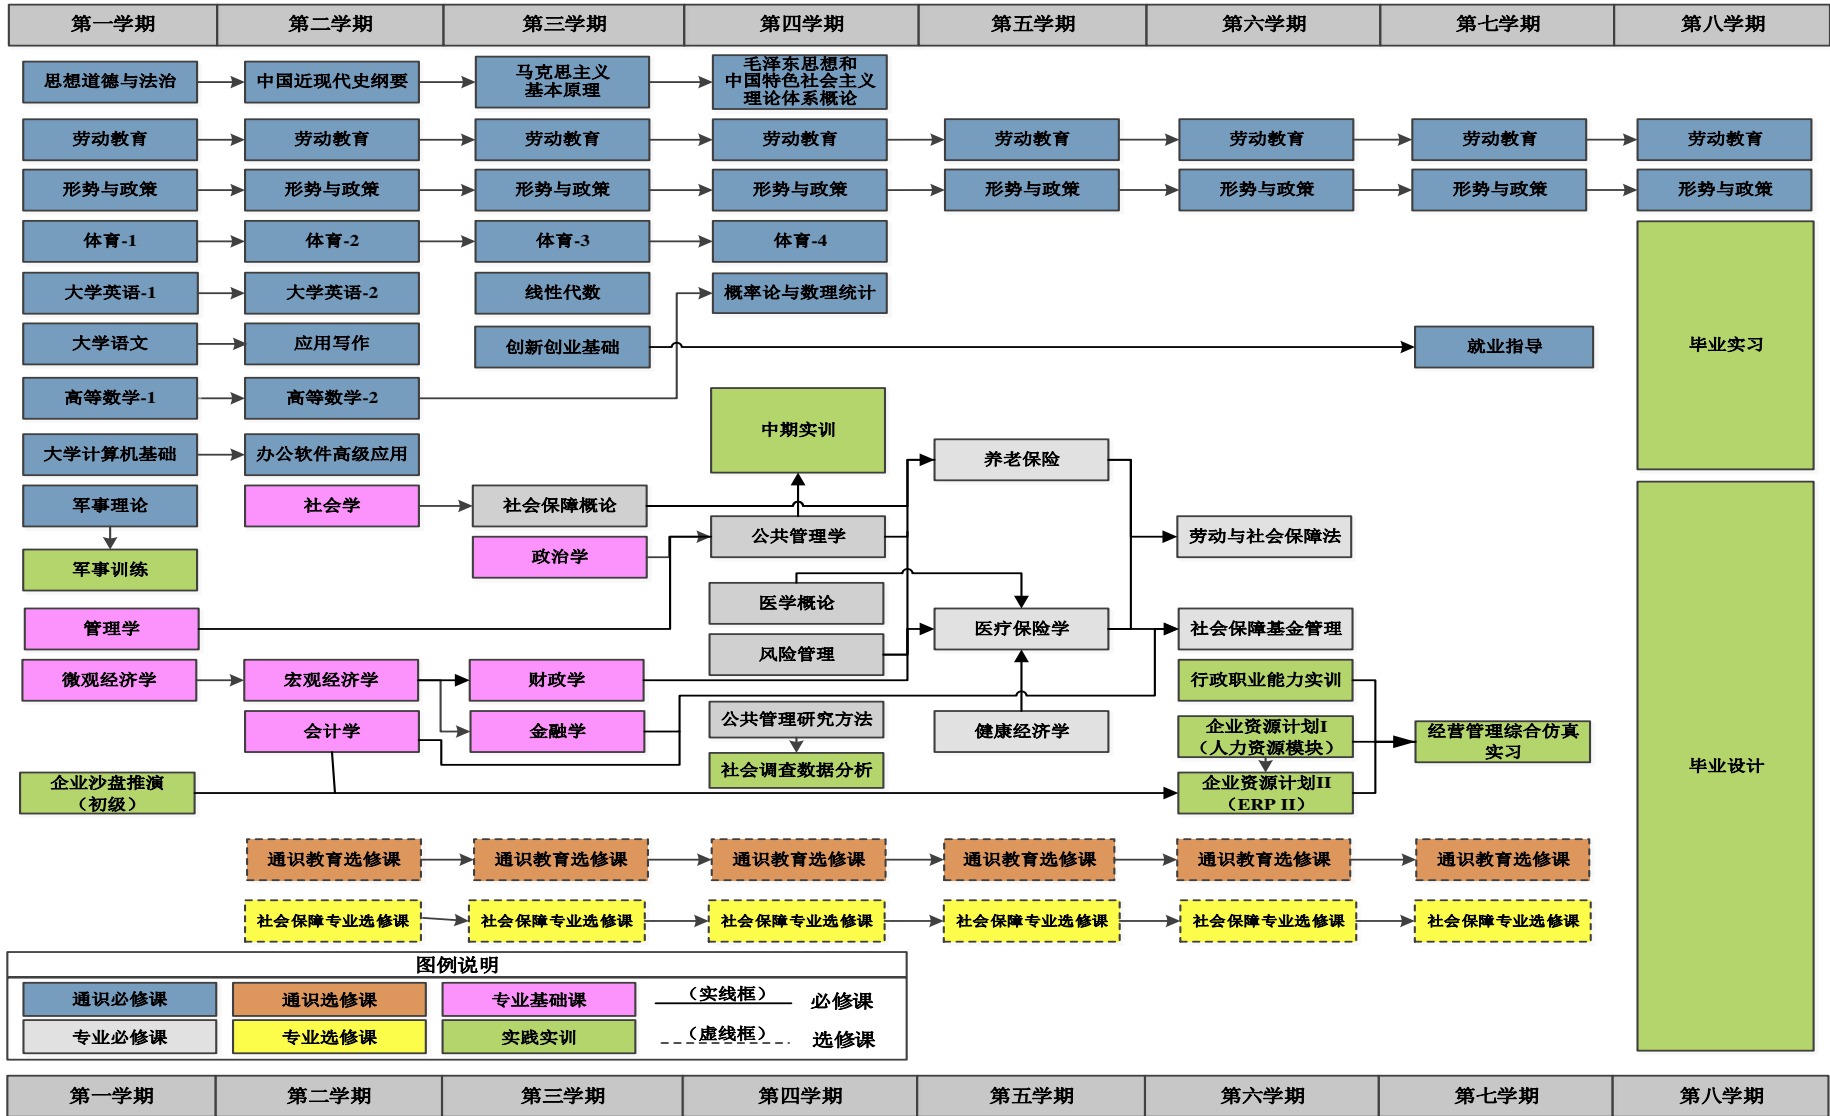 第一学期
第二学期
第三学期
第四学期
第五学期
第六学期
第七学期
第八学期
思想道德与法治
中国近现代史纲要
马克思主义
基本原理
毛泽东思想和
中国特色社会主义
理论体系概论
劳动教育
劳动教育
劳动教育
劳动教育
劳动教育
劳动教育
劳动教育
劳动教育
形势与政策
形势与政策
形势与政策
形势与政策
形势与政策
形势与政策
形势与政策
形势与政策
体育-1
体育-2
体育-3
体育-4
大学英语-1
大学英语-2
线性代数
概率论与数理统计
大学语文
应用写作
创新创业基础
就业指导
毕业实习
高等数学-1
高等数学-2
中期实训
大学计算机基础
办公软件高级应用
养老保险
军事理论
社会学
社会保障概论
公共管理学
劳动与社会保障法
军事训练
政治学
医学概论
管理学
医疗保险学
社会保障基金管理
风险管理
微观经济学
宏观经济学
财政学
行政职业能力实训
会计学
金融学
公共管理研究方法
健康经济学
企业资源计划I
（人力资源模块）
经营管理综合仿真
实习
社会调查数据分析
毕业设计
企业沙盘推演
（初级）
企业资源计划II
（ERP II）
通识教育选修课
通识教育选修课
通识教育选修课
通识教育选修课
通识教育选修课
通识教育选修课
社会保障专业选修课
社会保障专业选修课
社会保障专业选修课
社会保障专业选修课
社会保障专业选修课
社会保障专业选修课
图例说明
通识必修课
通识选修课
专业基础课
（实线框）
必修课
专业必修课
专业选修课
实践实训
（虚线框）
选修课
第一学期
第二学期
第三学期
第四学期
第五学期
第六学期
第七学期
第八学期